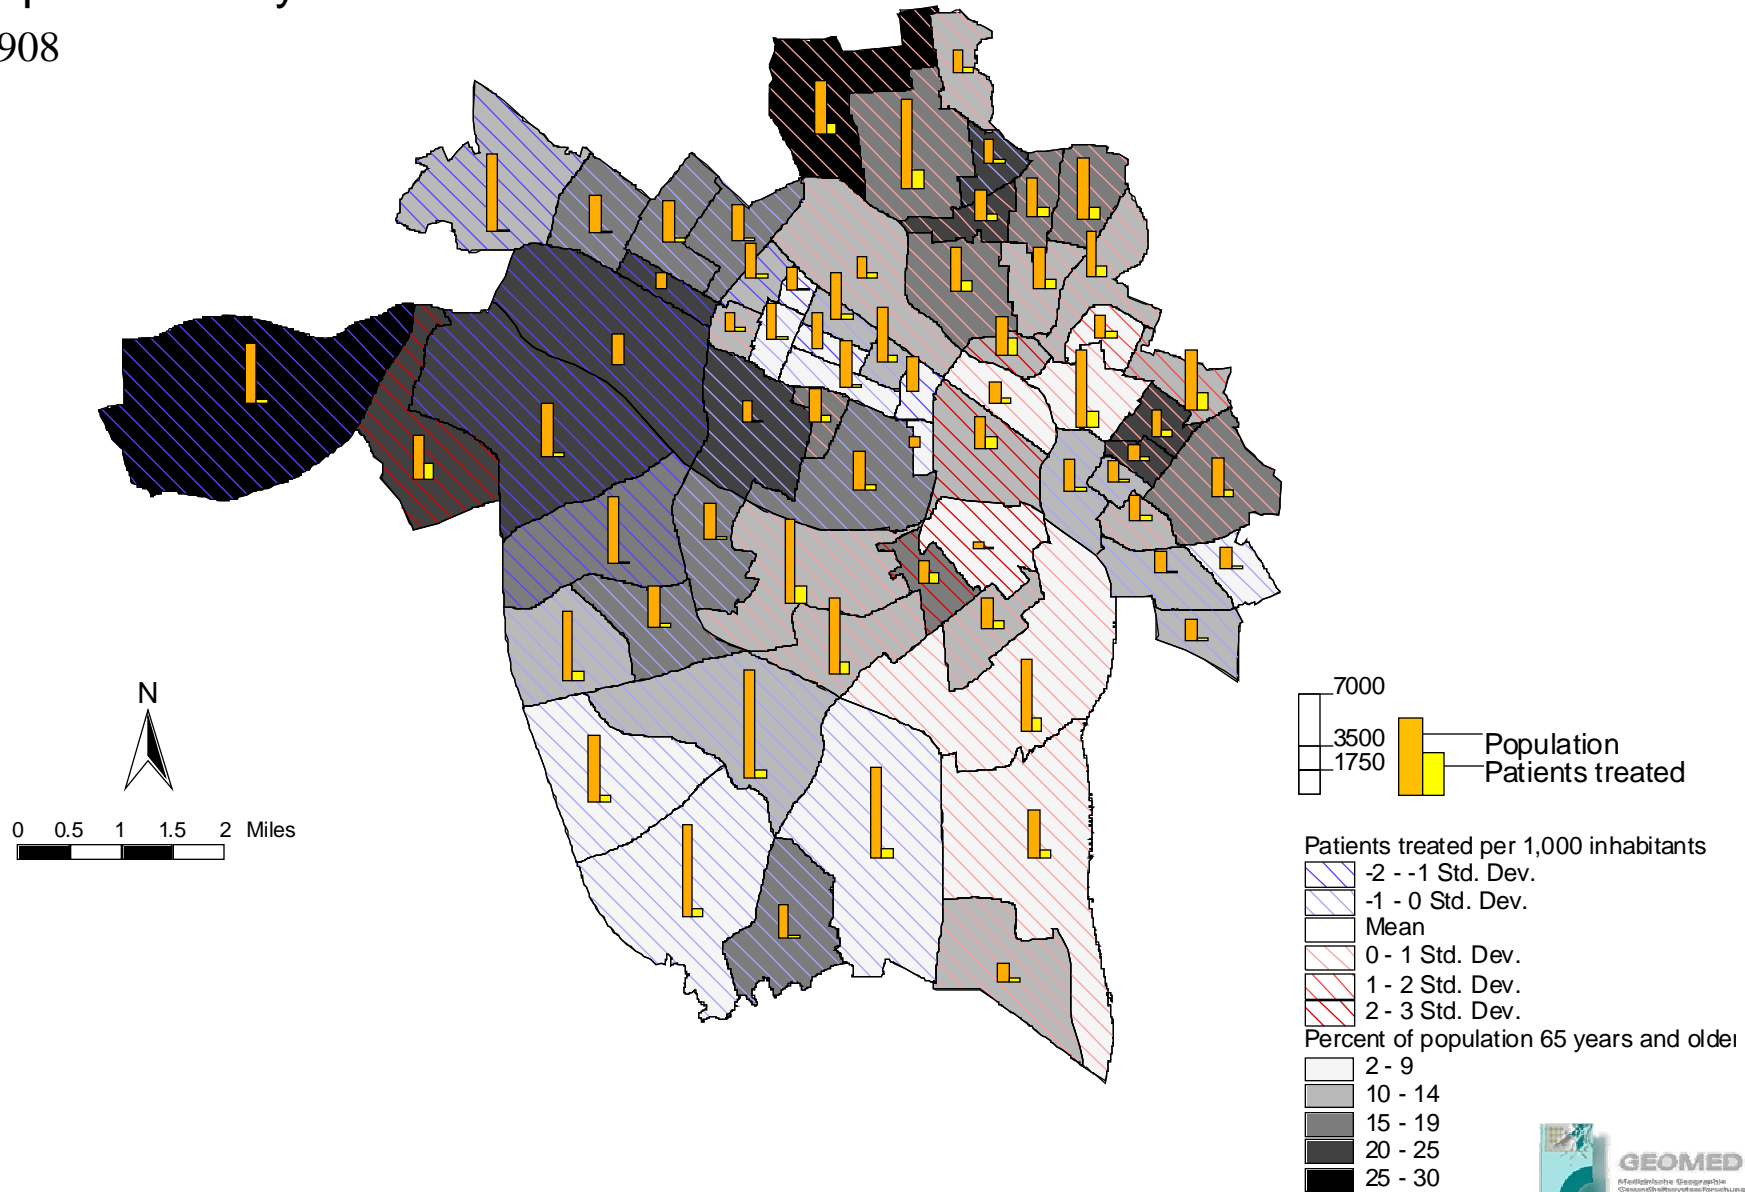 908
N
0 0.5 1 1.5 2 Miles
7000
3500
1750
Population
Patients treated
Patients treated per 1,000 inhabitants
-2 - -1 Std. Dev.
-1 - 0 Std. Dev.
Mean
0 - 1 Std. Dev.
1 - 2 Std. Dev.
2 - 3 Std. Dev.
Percent of population 65 years and older
2 - 9
10 - 14
15 - 19
20 - 25
25 - 30
GEOMED
Medizinische Geographie